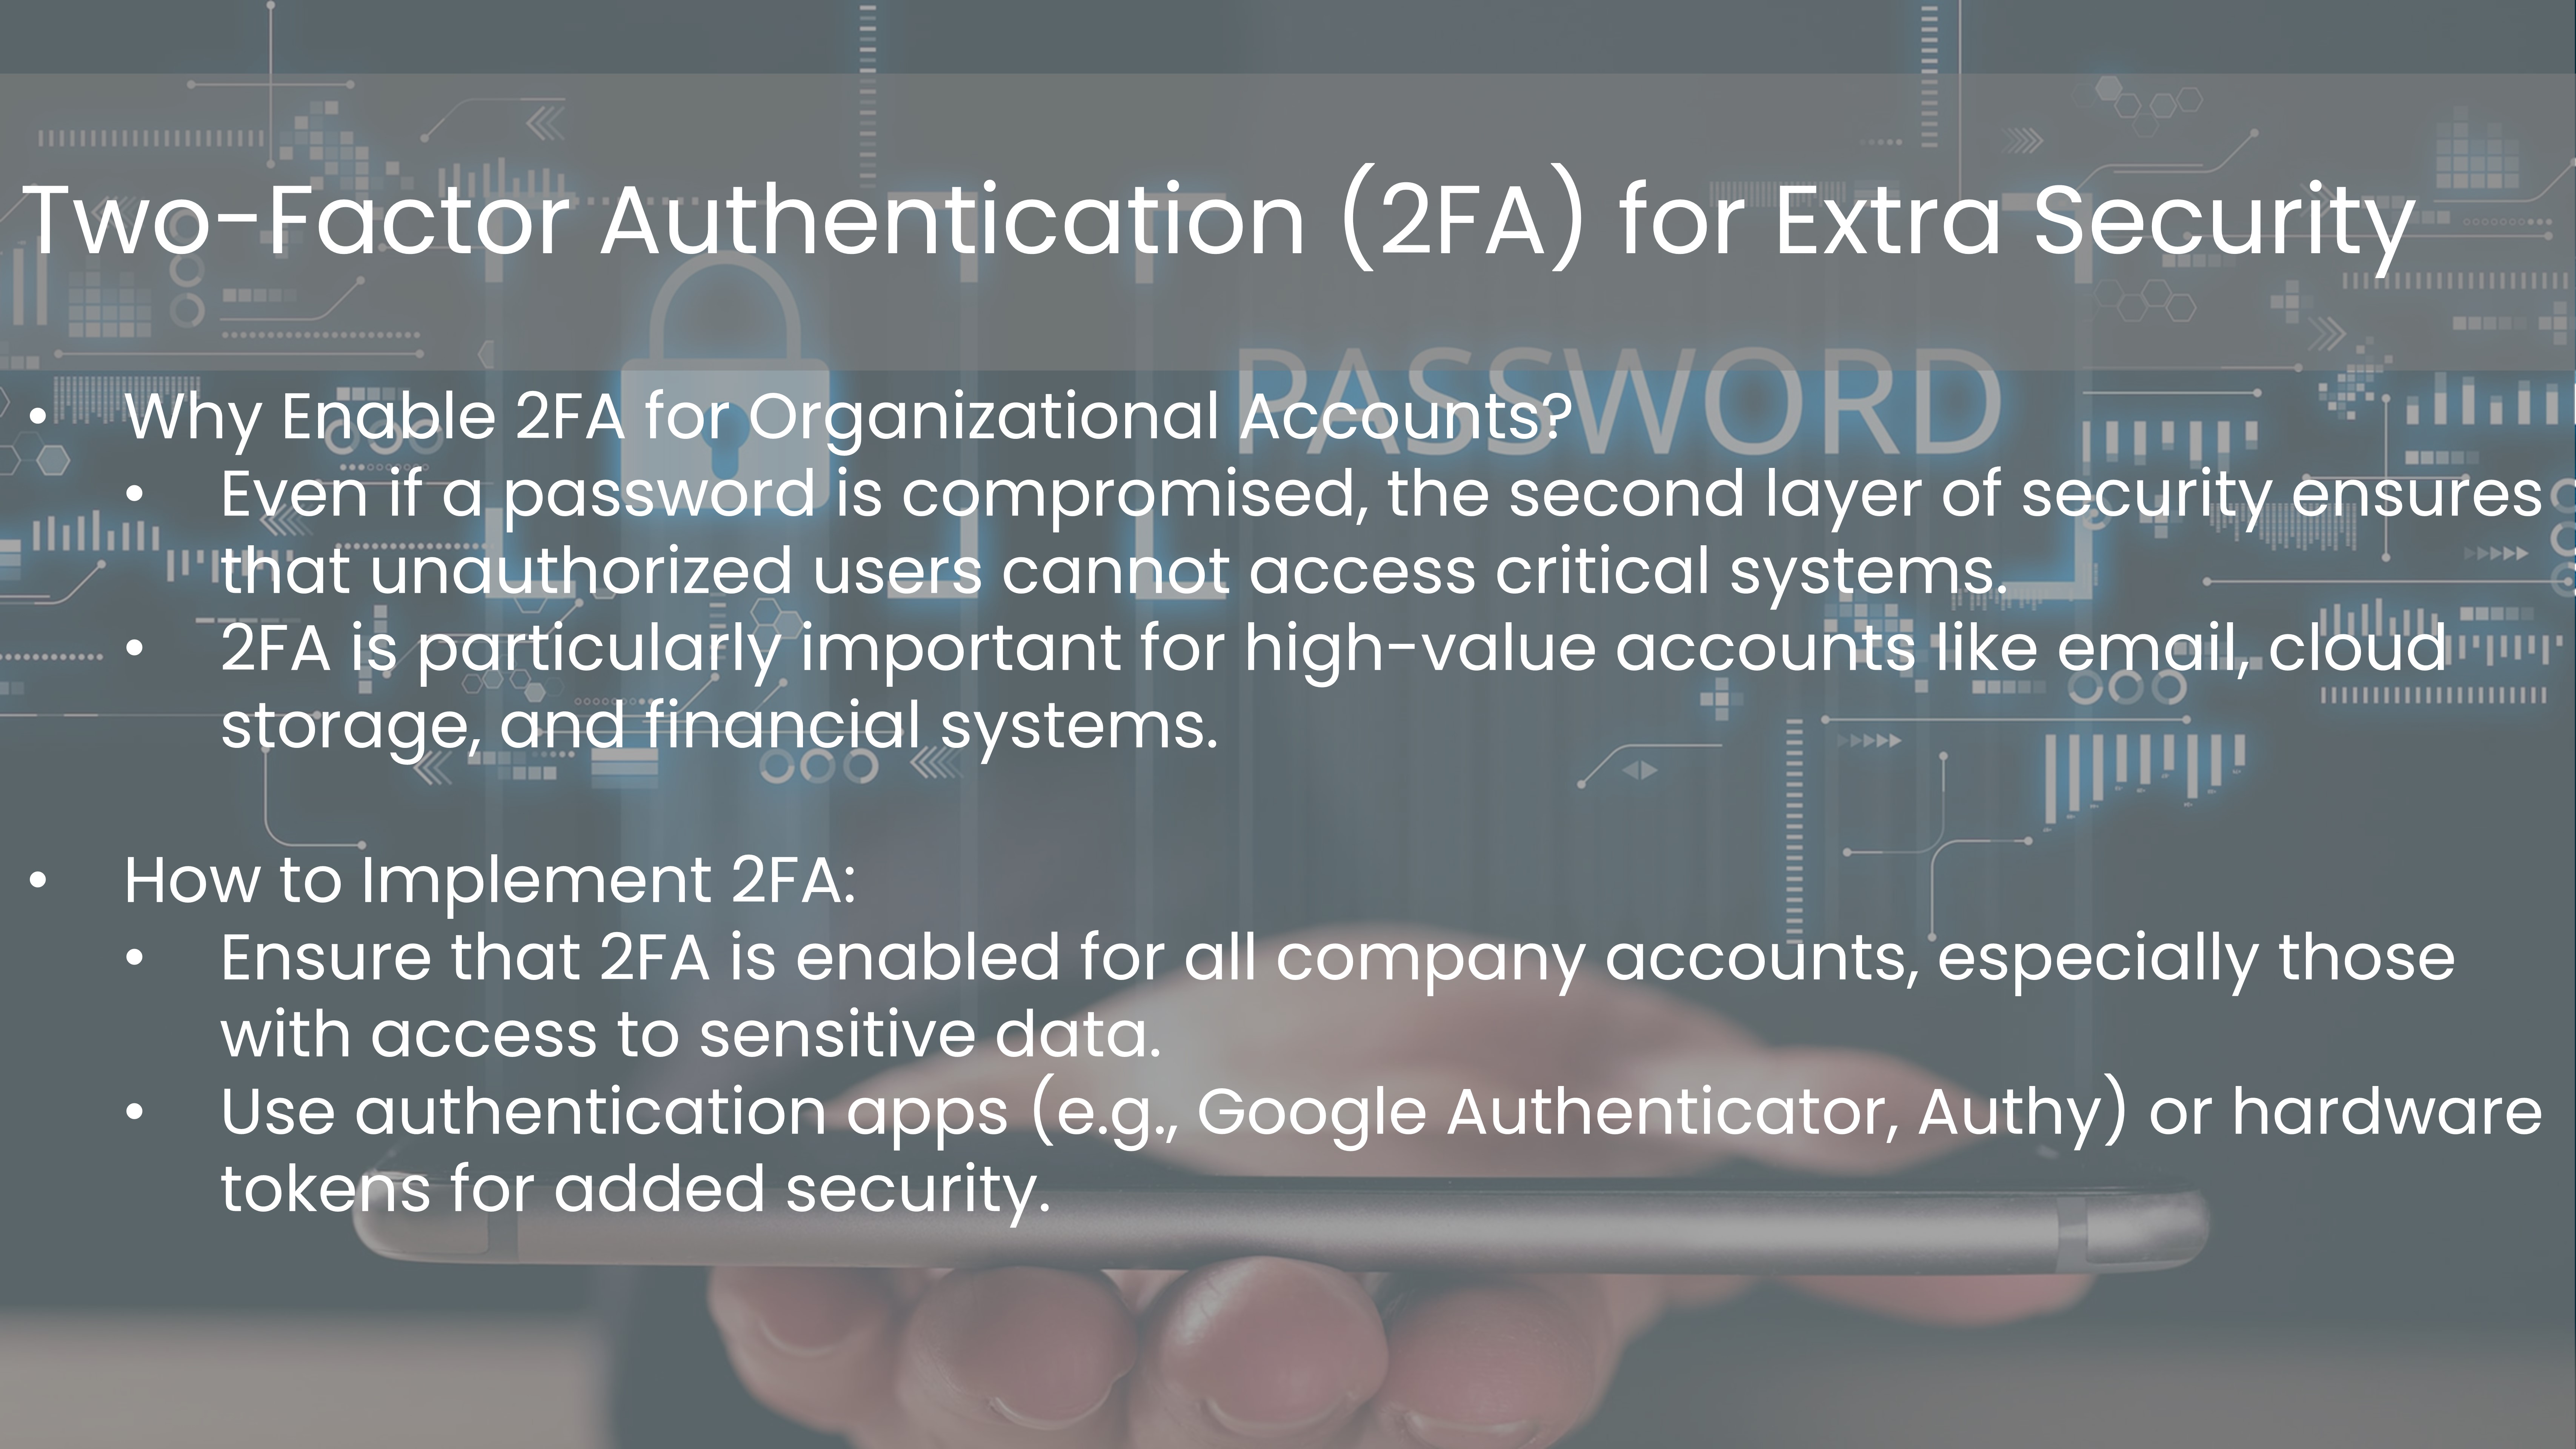 Two-Factor Authentication (2FA) for Extra Security
PASSWORD
• Why Enable 2FA for Organizational Accounts?
• Even if a password is compromised, the second layer of security ensures
that unauthorized users cannot access critical systems.
• 2FA is particularly important for high-value accounts like email, cloud
storage, and financial systems.
• How to Implement 2FA:
• Ensure that 2FA is enabled for all company accounts, especially those
with access to sensitive data.
• Use authentication apps (e.g., Google Authenticator, Authy) or hardware
tokens for added security.